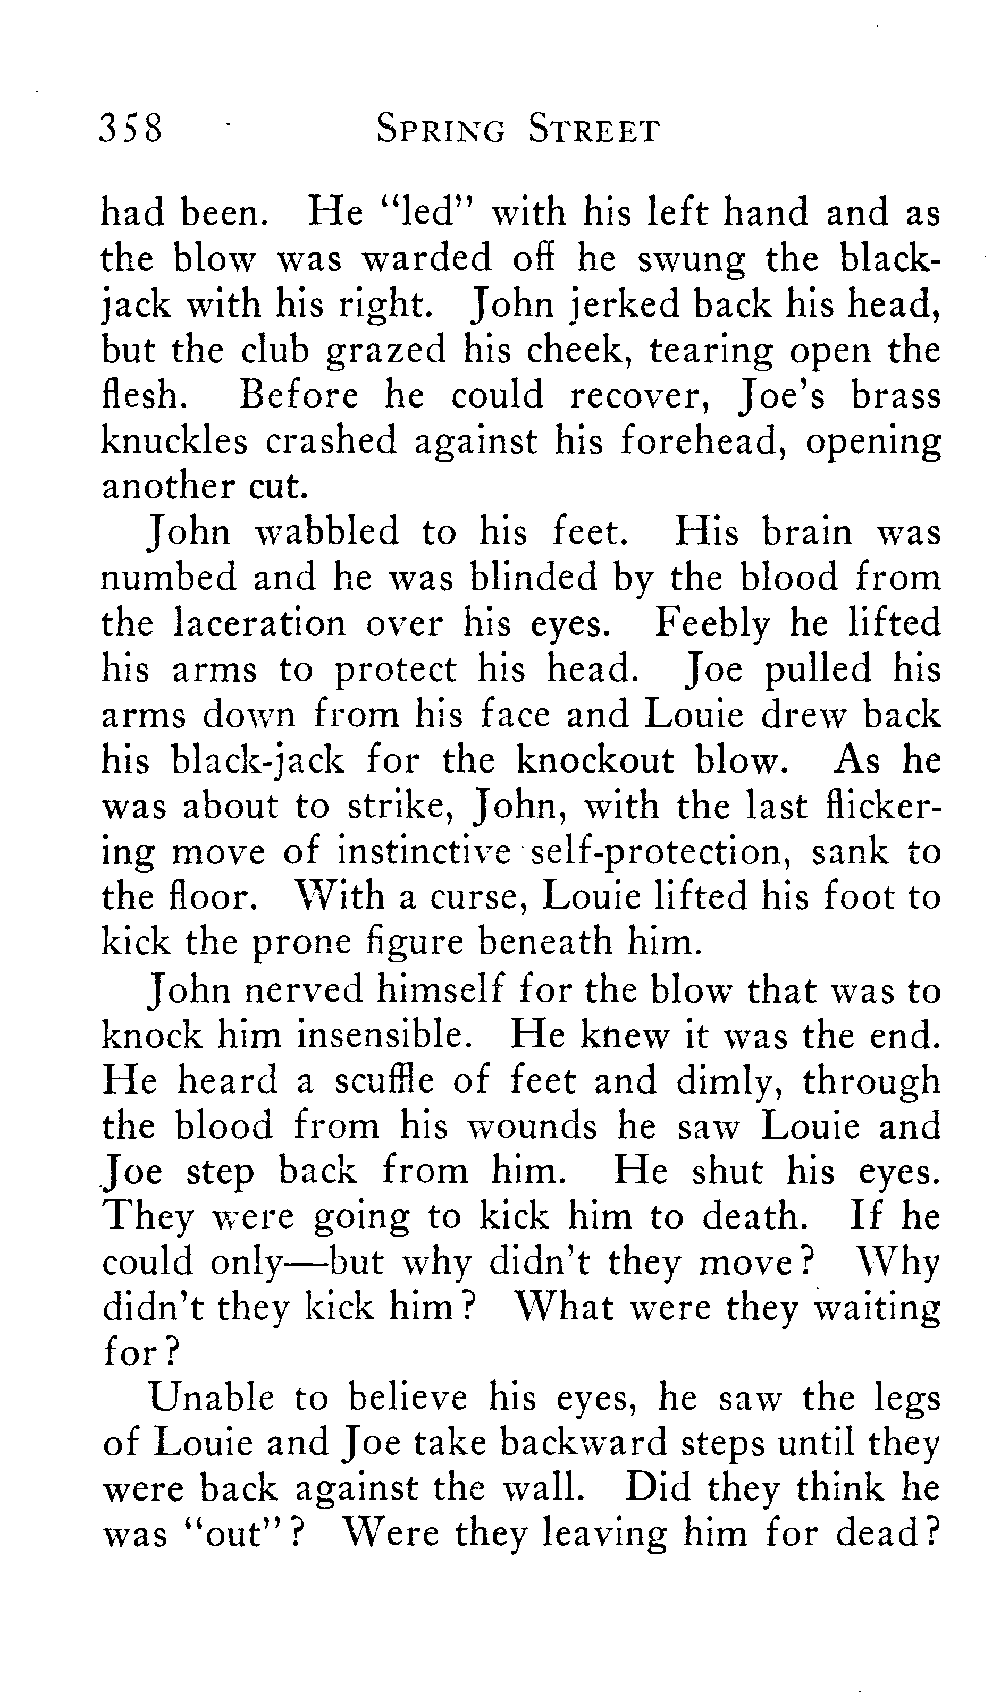 358 SPRING STREET
had been. He “led” with his left hand and as
the blow was warded off he swung the black-
jack with his right. John jerked back his head,
but the club grazed his cheek, tearing open the
flesh. Before he could recover, Joe’s brass
knuckles crashed against his forehead, opening
another cut.
John wabbled to his feet. His brain was
numbed and he was blinded by the blood from
the laceration over his eyes. Feebly he lifted
his arms to protect his head. Joe pulled his
arms down from his face and Louie drew back
his black-jack for the knockout blow. As he
was about to strike, John, with the last flicker-
ing move of instinctive self-protection, sank to
the floor. With a curse, Louie lifted his foot to
kick the prone figure beneath him.
John nerved himself for the blow that was to
knock him insensible. He knew it was the end.
He heard a scuffle of feet and dimly, through
the blood from his wounds he saw Louie and
Joe step back from him. He shut his eyes.
They were going to kick him to death. If he
could only—but why didn’t they move? Why
didn’t they kick him? What were they waiting
for?
Unable to believe his eyes, he saw the legs
of Louie and Joe take backward steps until they
were back against the wall. Did they think he
was “out”? Were they leaving him for dead?